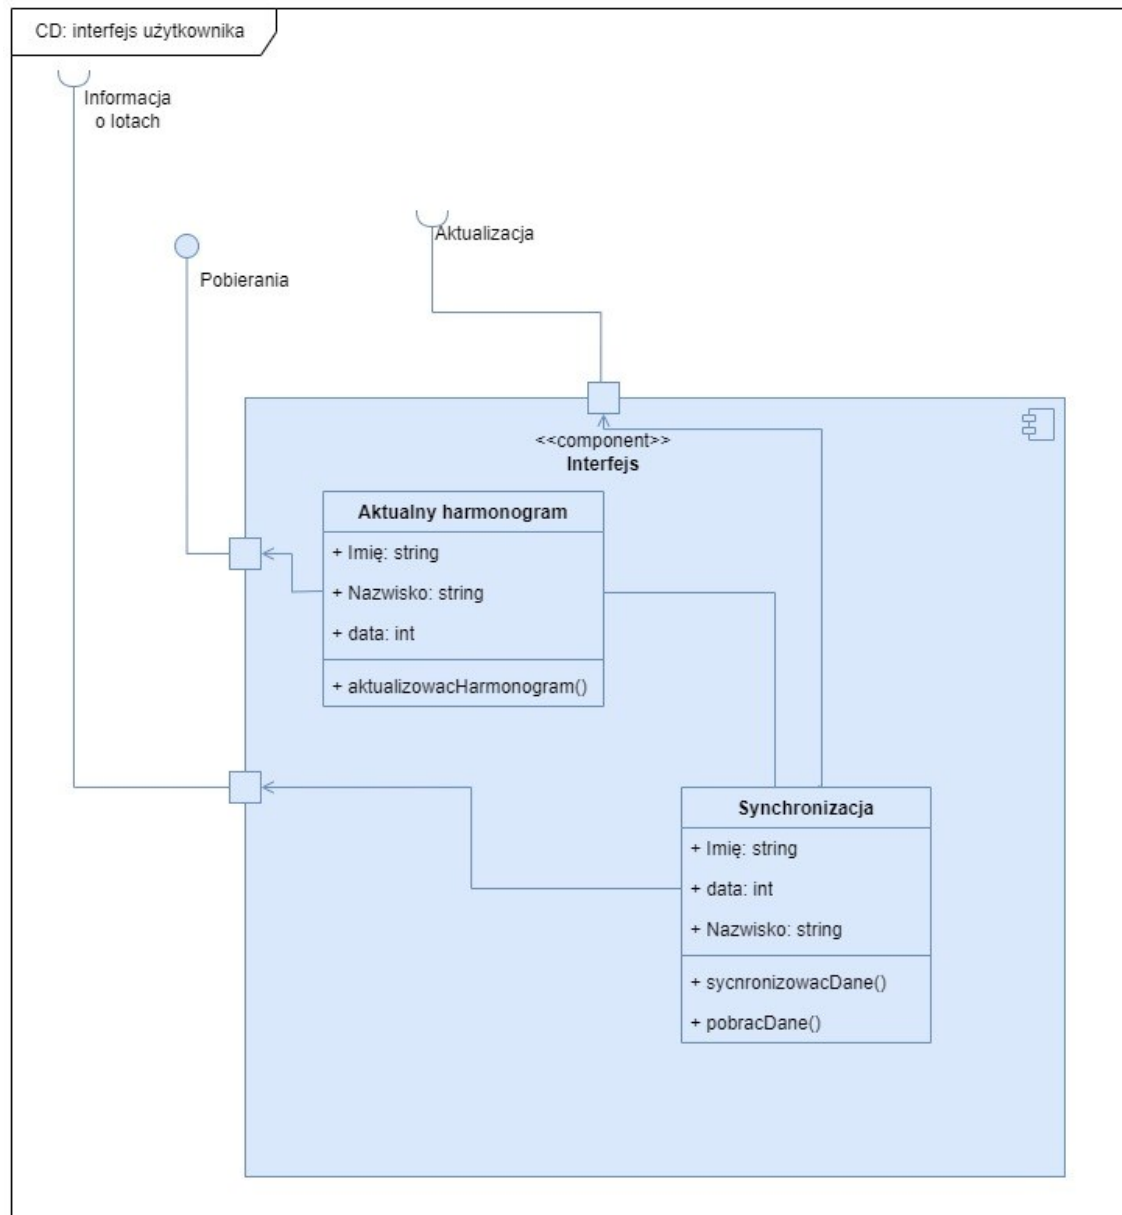 CD: interfejs użytkownika
Informacja
o lotach
Aktualizacja
Pobierania
<<component>>
Interfejs
Aktualny harmonogram
+ Imię: string
+ Nazwisko: string
+ data: int
+ aktualizowacHarmonogram()
Synchronizacja
+ Imię: string
+ data: int
+ Nazwisko: string
+ sycnronizowacDane()
+ pobracDane()